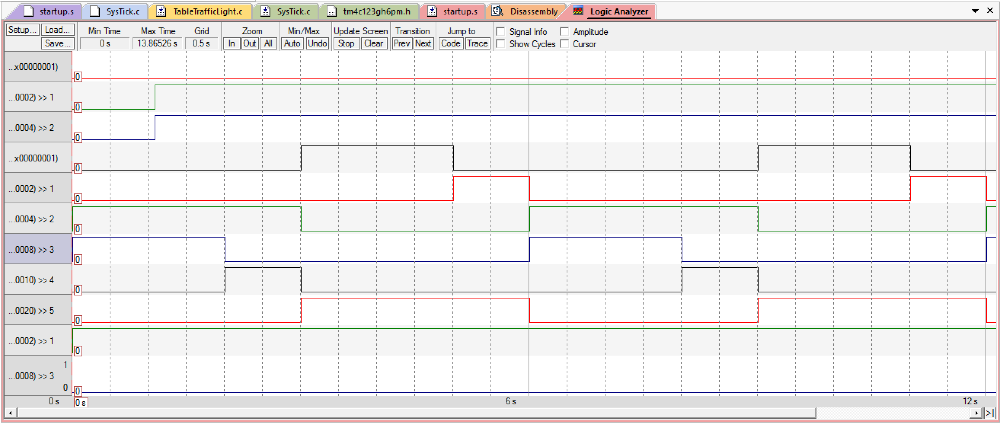 startup.s SysTick.c TableTrafficLight.c SysTick.c tm4c123gh6pm.h startup.s Disassembly Logic Analyzer
Setup... Load... Min Time Max Time Grid Zoom Min/Max Update Screen Transition Jump to Signal Info Amplitude
Save... 0 s 13.86526 s 0.5 s In Out All Auto Undo Stop Clear Prev Next Code Trace Show Cycles Cursor
...x00000001)
0
...0002) >> 1
0
...0004) >> 2
0
...x00000001)
0
...0002) >> 1
0
...0004) >> 2
0
...0008) >> 3
0
...0010) >> 4
0
...0020) >> 5
0
...0002) >> 1
0
1
...0008) >> 3
0 0
0 s 0 s 6 s 12 s
>|